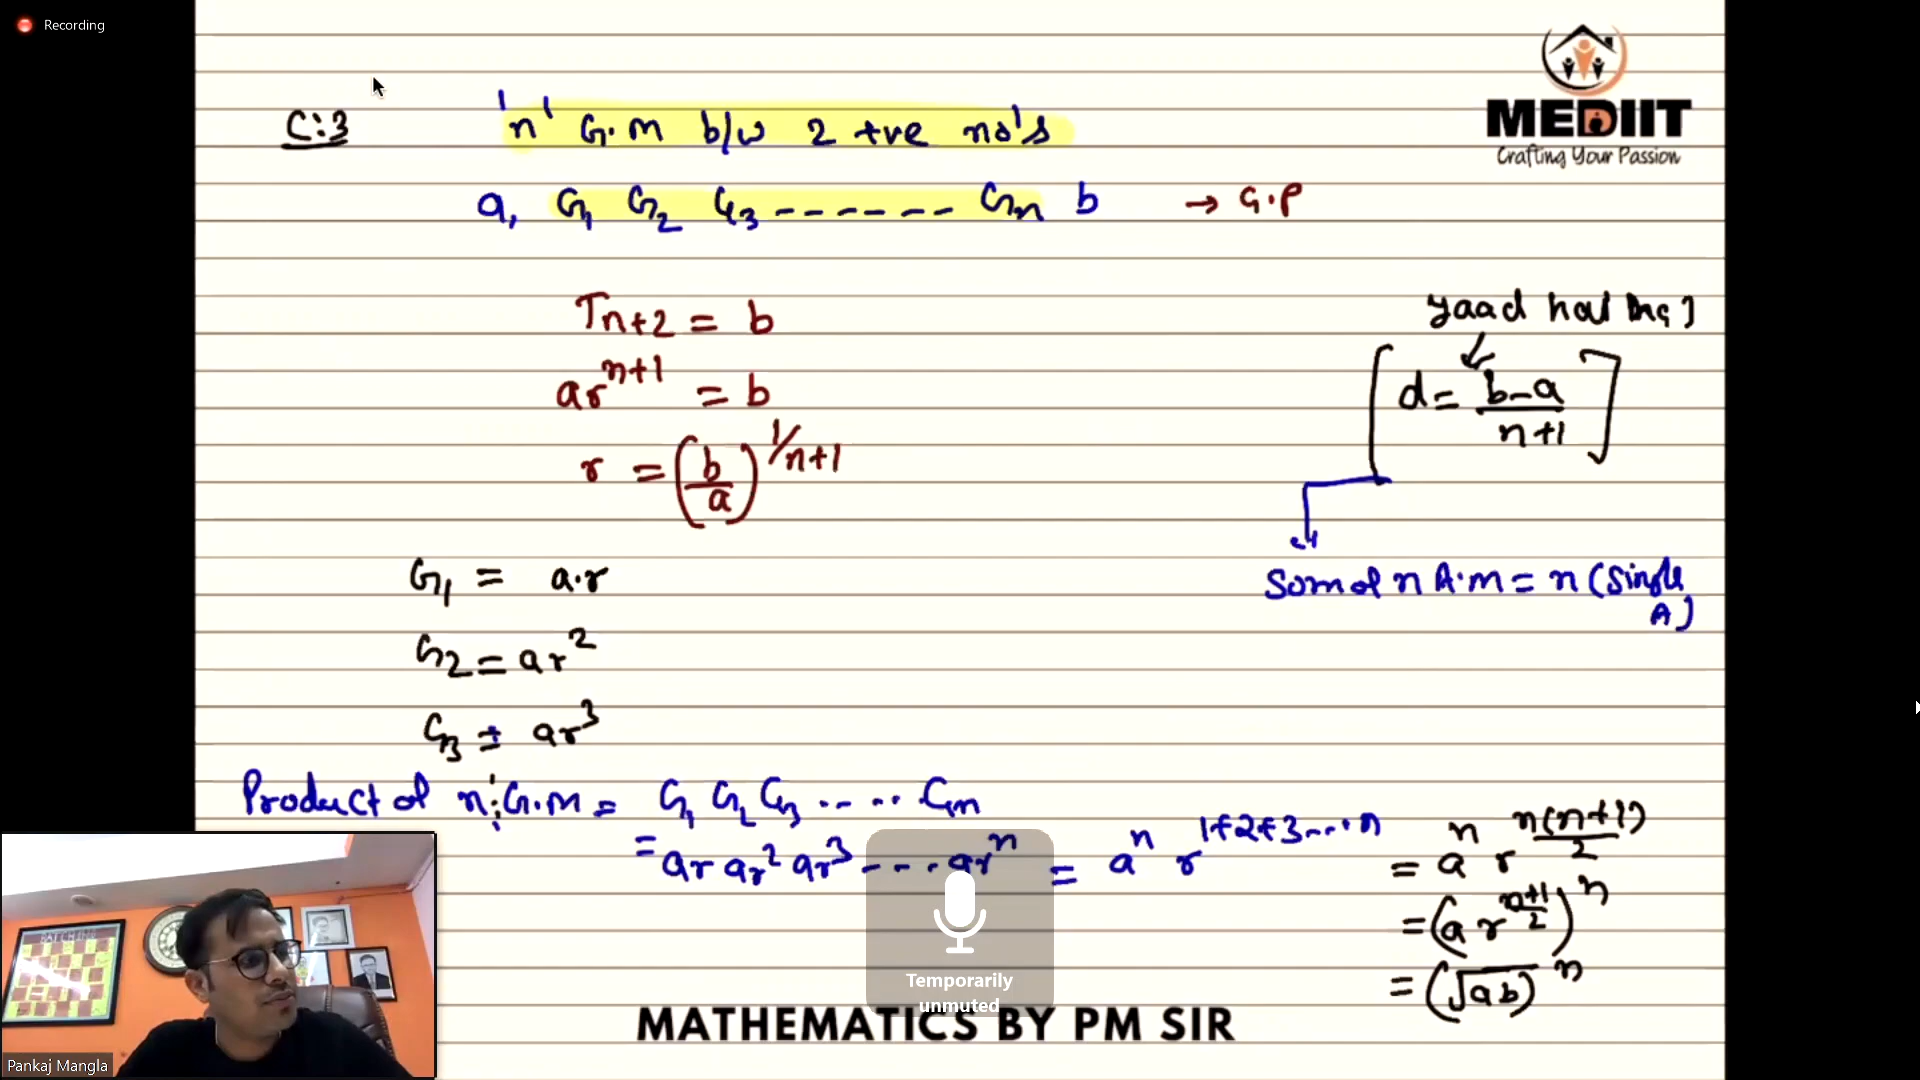 Recording
C:3
'n' G.M b/w 2 +ve no's
MEDIIT
Crafting Your Passion
a, G1 G2 G3 ------- Gn b → G.P
Tn+2 = b
ar^n+1 = b
r = (b/a)^1/n+1
yaad hai
[d = b-a/n+1]
Sum of n A.M = n (Single A)
G1 = a.r
G2 = ar^2
G3 = ar^3
Product of n G.M = G1 G2 G3 ..... Gn
= ar ar^2 ar^3 ---- ar^n = a^n r^1+2+3....n = a^n r^n(n+1)/2
= (a r^n+1/2)^n
= (√ab)^n
Temporarily
unmuted
MATHEMATICS BY PM SIR
Pankaj Mangla